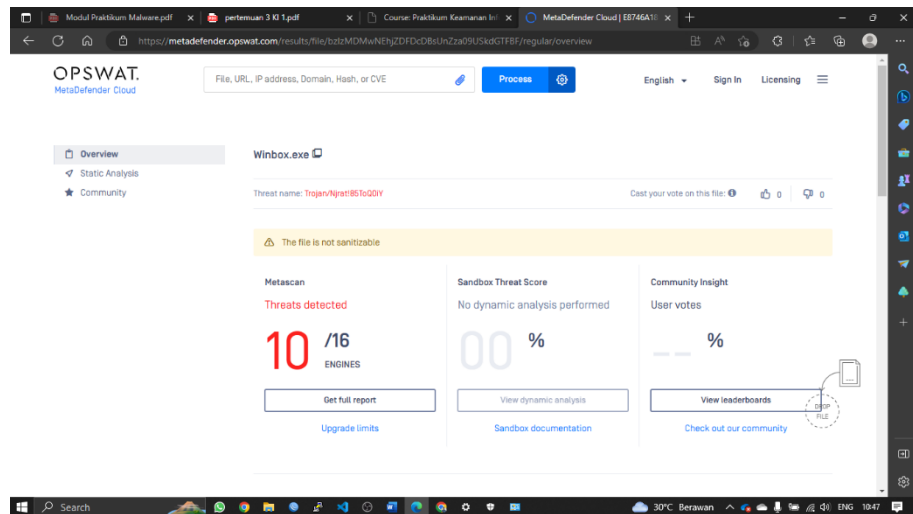 Modul Praktikum Malware.pdf
pertemuan 3 KI 1.pdf
Course: Praktikum Keamanan Inf
MetaDefender Cloud | E8746A18
https://metadefender.opswat.com/results/file/bzIzMDMwNEhjZDFDcDBsUnZza09USkdGTFBF/regular/overview
OPSWAT.
MetaDefender Cloud
File, URL, IP address, Domain, Hash, or CVE
Process
English
Sign In
Licensing
Overview
Static Analysis
Community
Winbox.exe
Threat name: Trojan/Njrat!85ToQ0iY
Cast your vote on this file:
0
0
The file is not sanitizable
Metascan
Threats detected
10 /16
ENGINES
Get full report
Upgrade limits
Sandbox Threat Score
No dynamic analysis performed
00 %
View dynamic analysis
Sandbox documentation
Community Insight
User votes
-- %
View leaderboards
Check out our community
DROP
FILE
Search
30°C Berawan
ENG
10:47